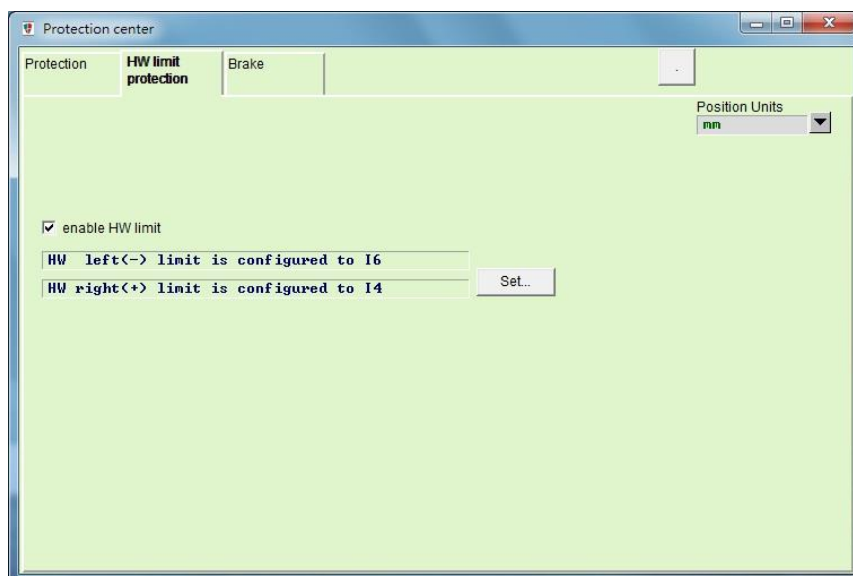 Protection center
Protection
HW limit
protection
Brake
.
Position Units
mm
enable HW limit
HW left(-) limit is configured to I6
HW right(+) limit is configured to I4
Set...